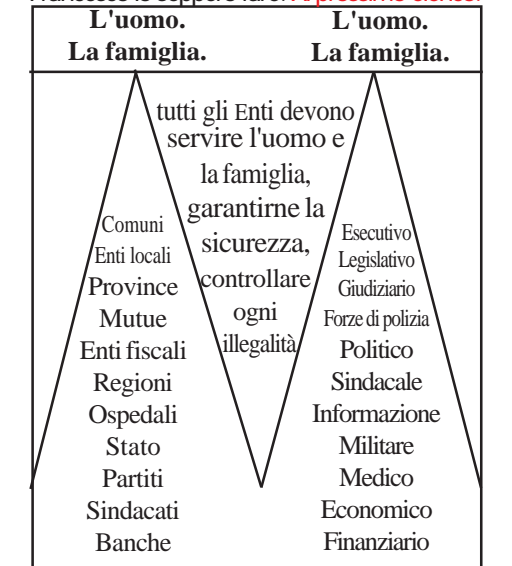 L'uomo.
La famiglia.
L'uomo.
La famiglia.
tutti gli Enti devono
servire l'uomo e
la famiglia,
garantirne la
sicurezza,
controllare
ogni
illegalità
Comuni
Enti locali
Province
Mutue
Enti fiscali
Regioni
Ospedali
Stato
Partiti
Sindacati
Banche
Esecutivo
Legislativo
Giudiziario
Forze di polizia
Politico
Sindacale
Informazione
Militare
Medico
Economico
Finanziario